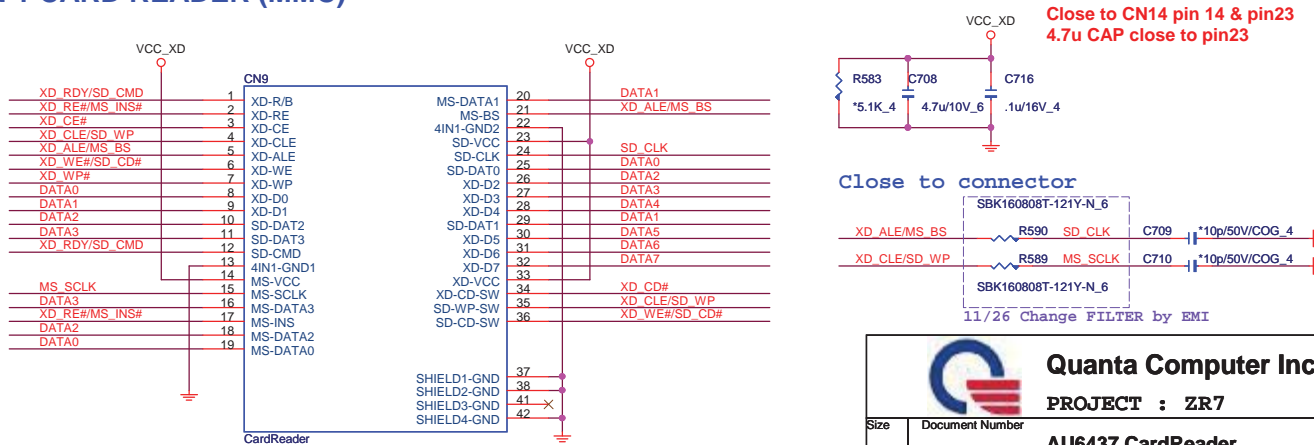 CARD READER (MMC)
VCC_XD
VCC_XD
CN9
XD_RDY/SD_CMD 1 XD-R/B
XD_RE#/MS_INS# 2 XD-RE
XD_CE# 3 XD-CE
XD_CLE/SD_WP 4 XD-CLE
XD_ALE/MS_BS 5 XD-ALE
XD_WE#/SD_CD# 6 XD-WE
XD_WP# 7 XD-WP
DATA0 8 XD-D0
DATA1 9 XD-D1
DATA2 10 SD-DAT2
DATA3 11 SD-DAT3
XD_RDY/SD_CMD 12 SD-CMD
13 4IN1-GND1
14 MS-VCC
MS_SCLK 15 MS-SCLK
DATA3 16 MS-DATA3
XD_RE#/MS_INS# 17 MS-INS
DATA2 18 MS-DATA2
DATA0 19 MS-DATA0
MS-DATA1 20 DATA1
MS-BS 21 XD_ALE/MS_BS
4IN1-GND2 22
SD-VCC 23
SD-CLK 24 SD_CLK
SD-DAT0 25 DATA0
XD-D2 26 DATA2
XD-D3 27 DATA3
XD-D4 28 DATA4
SD-DAT1 29 DATA1
XD-D5 30 DATA5
XD-D6 31 DATA6
XD-D7 32 DATA7
XD-VCC 33
XD-CD-SW 34 XD_CD#
SD-WP-SW 35 XD_CLE/SD_WP
SD-CD-SW 36 XD_WE#/SD_CD#
SHIELD1-GND 37
SHIELD2-GND 38
SHIELD3-GND 41
SHIELD4-GND 42
CardReader
VCC_XD
Close to CN14 pin 14 & pin23
4.7u CAP close to pin23
R583 C708 C716
*5.1K_4 4.7u/10V_6 .1u/16V_4
Close to connector
SBK160808T-121Y-N_6
XD_ALE/MS_BS R590 SD_CLK C709 *10p/50V/COG_4
XD_CLE/SD_WP R589 MS_SCLK C710 *10p/50V/COG_4
SBK160808T-121Y-N_6
11/26 Change FILTER by EMI
Quanta Computer Inc
PROJECT : ZR7
Size Document Number
AU6437 CardReader